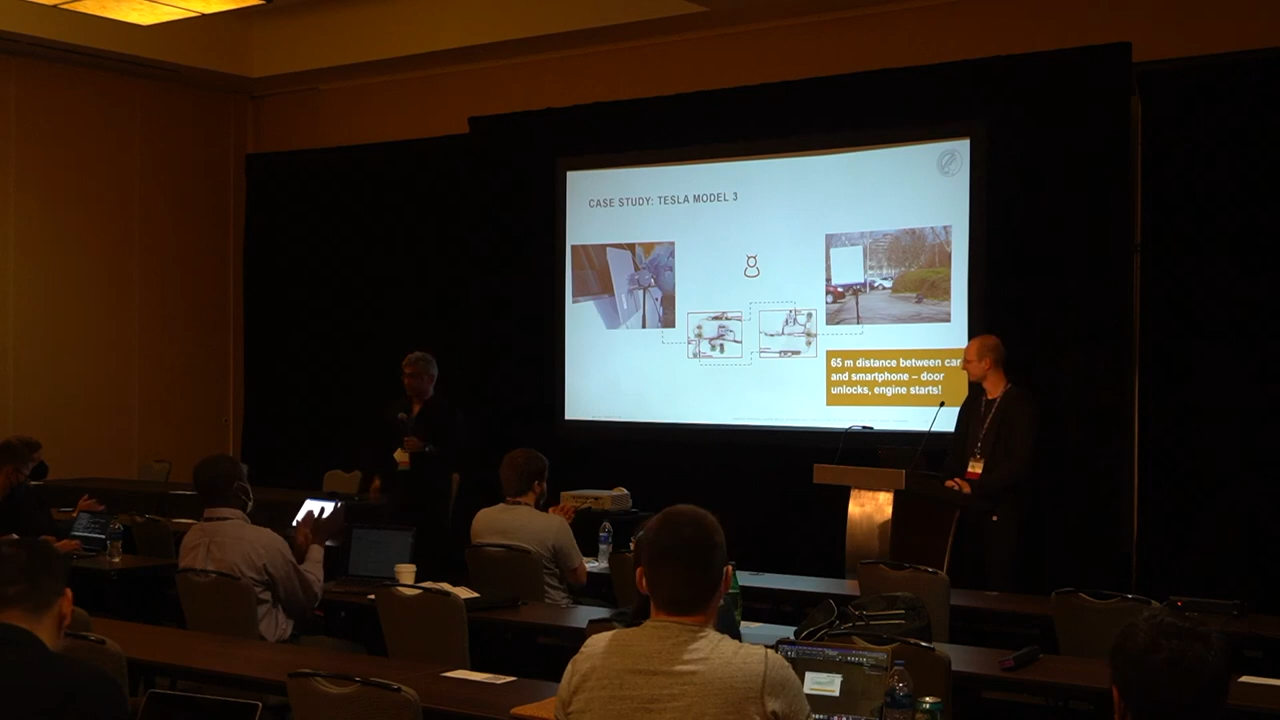 CASE STUDY: TESLA MODEL 3
65 m distance between car
and smartphone – door
unlocks, engine starts!